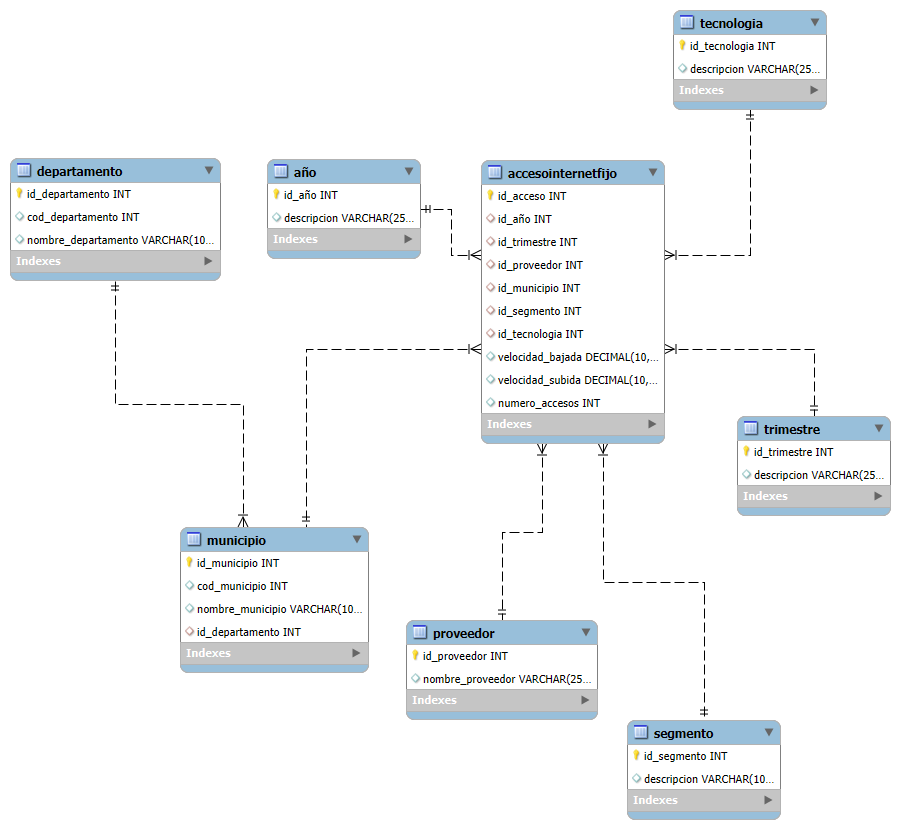 tecnologia
id_tecnologia INT
descripcion VARCHAR(25...
Indexes
departamento
id_departamento INT
cod_departamento INT
nombre_departamento VARCHAR(10...
Indexes
año
id_año INT
descripcion VARCHAR(25...
Indexes
accesointernetfijo
id_acceso INT
id_año INT
id_trimestre INT
id_proveedor INT
id_municipio INT
id_segmento INT
id_tecnologia INT
velocidad_bajada DECIMAL(10,...
velocidad_subida DECIMAL(10,...
numero_accesos INT
Indexes
trimestre
id_trimestre INT
descripcion VARCHAR(25...
Indexes
municipio
id_municipio INT
cod_municipio INT
nombre_municipio VARCHAR(10...
id_departamento INT
Indexes
proveedor
id_proveedor INT
nombre_proveedor VARCHAR(25...
Indexes
segmento
id_segmento INT
descripcion VARCHAR(10...
Indexes